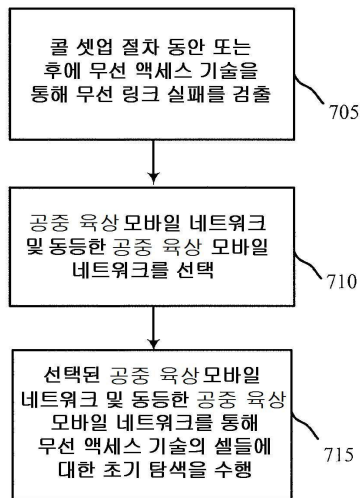 콜 셋업 절차 동안 또는
후에 무선 액세스 기술을
통해 무선 링크 실패를 검출
705
공중 육상 모바일 네트워크
및 동등한 공중 육상 모바일
네트워크를 선택
710
선택된 공중 육상 모바일
네트워크 및 동등한 공중 육상
모바일 네트워크를 통해
무선 액세스 기술의 셀들에
대한 초기 탐색을 수행
715